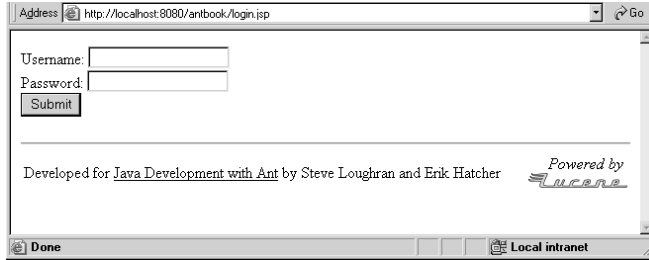 Address http://localhost:8080/antbook/login.jsp Go
Username:
Password:
Submit
Developed for Java Development with Ant by Steve Loughran and Erik Hatcher
Powered by
Lucene
Done Local intranet